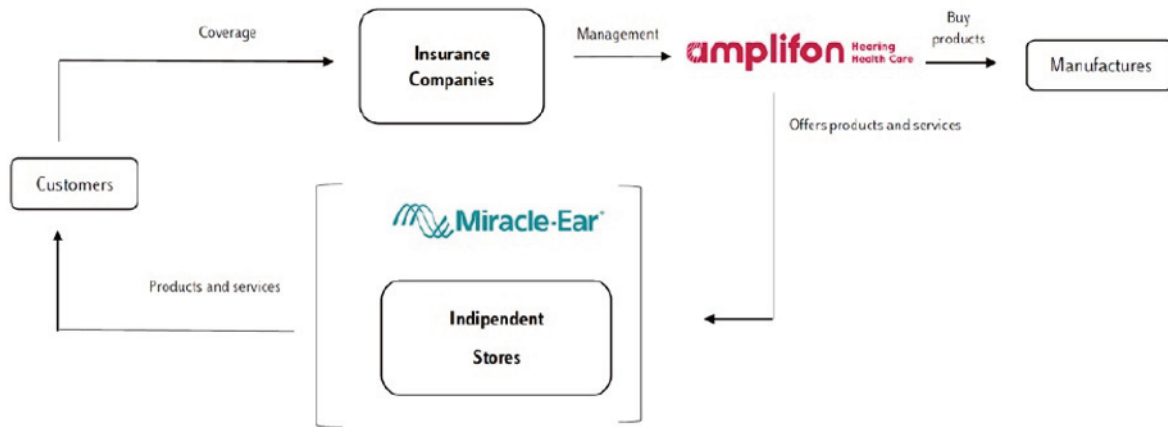 Coverage
Insurance
Companies
Management
amplifon Hearing
Health Care
Buy
products
Manufactures
Offers products and services
Customers
Miracle-Ear®
Products and services
Indipendent
Stores